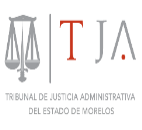 TJA
TRIBUNAL DE JUSTICIA ADMINISTRATIVA
DEL ESTADO DE MORELOS